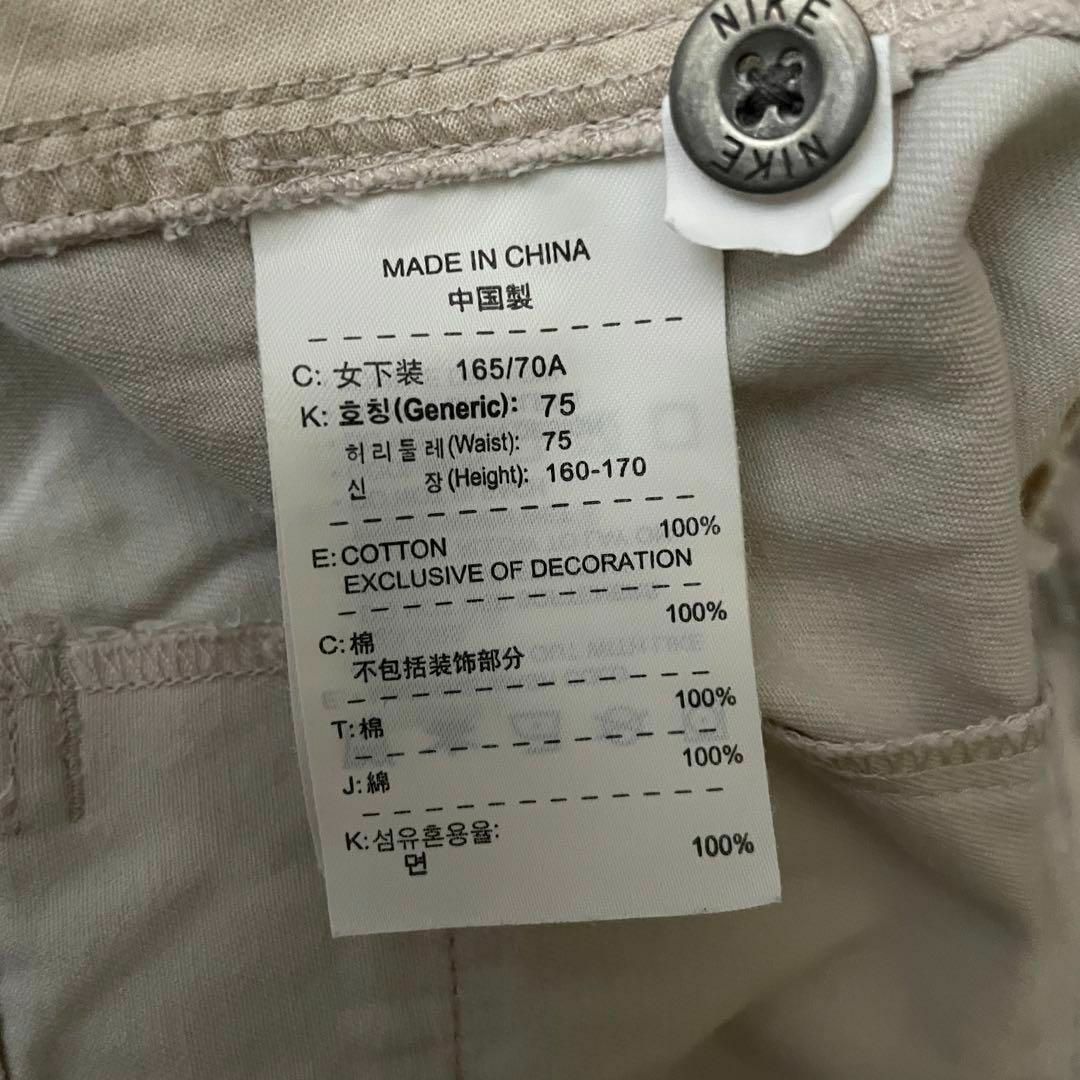 NIKE
NIKE
MADE IN CHINA
中国製
C: 女下装 165/70A
K: 호칭(Generic): 75
허리둘레(Waist): 75
신 장(Height): 160-170
E: COTTON 100%
EXCLUSIVE OF DECORATION
C: 棉 100%
不包括装饰部分
T: 棉 100%
J: 綿 100%
K: 섬유혼용율:
면 100%